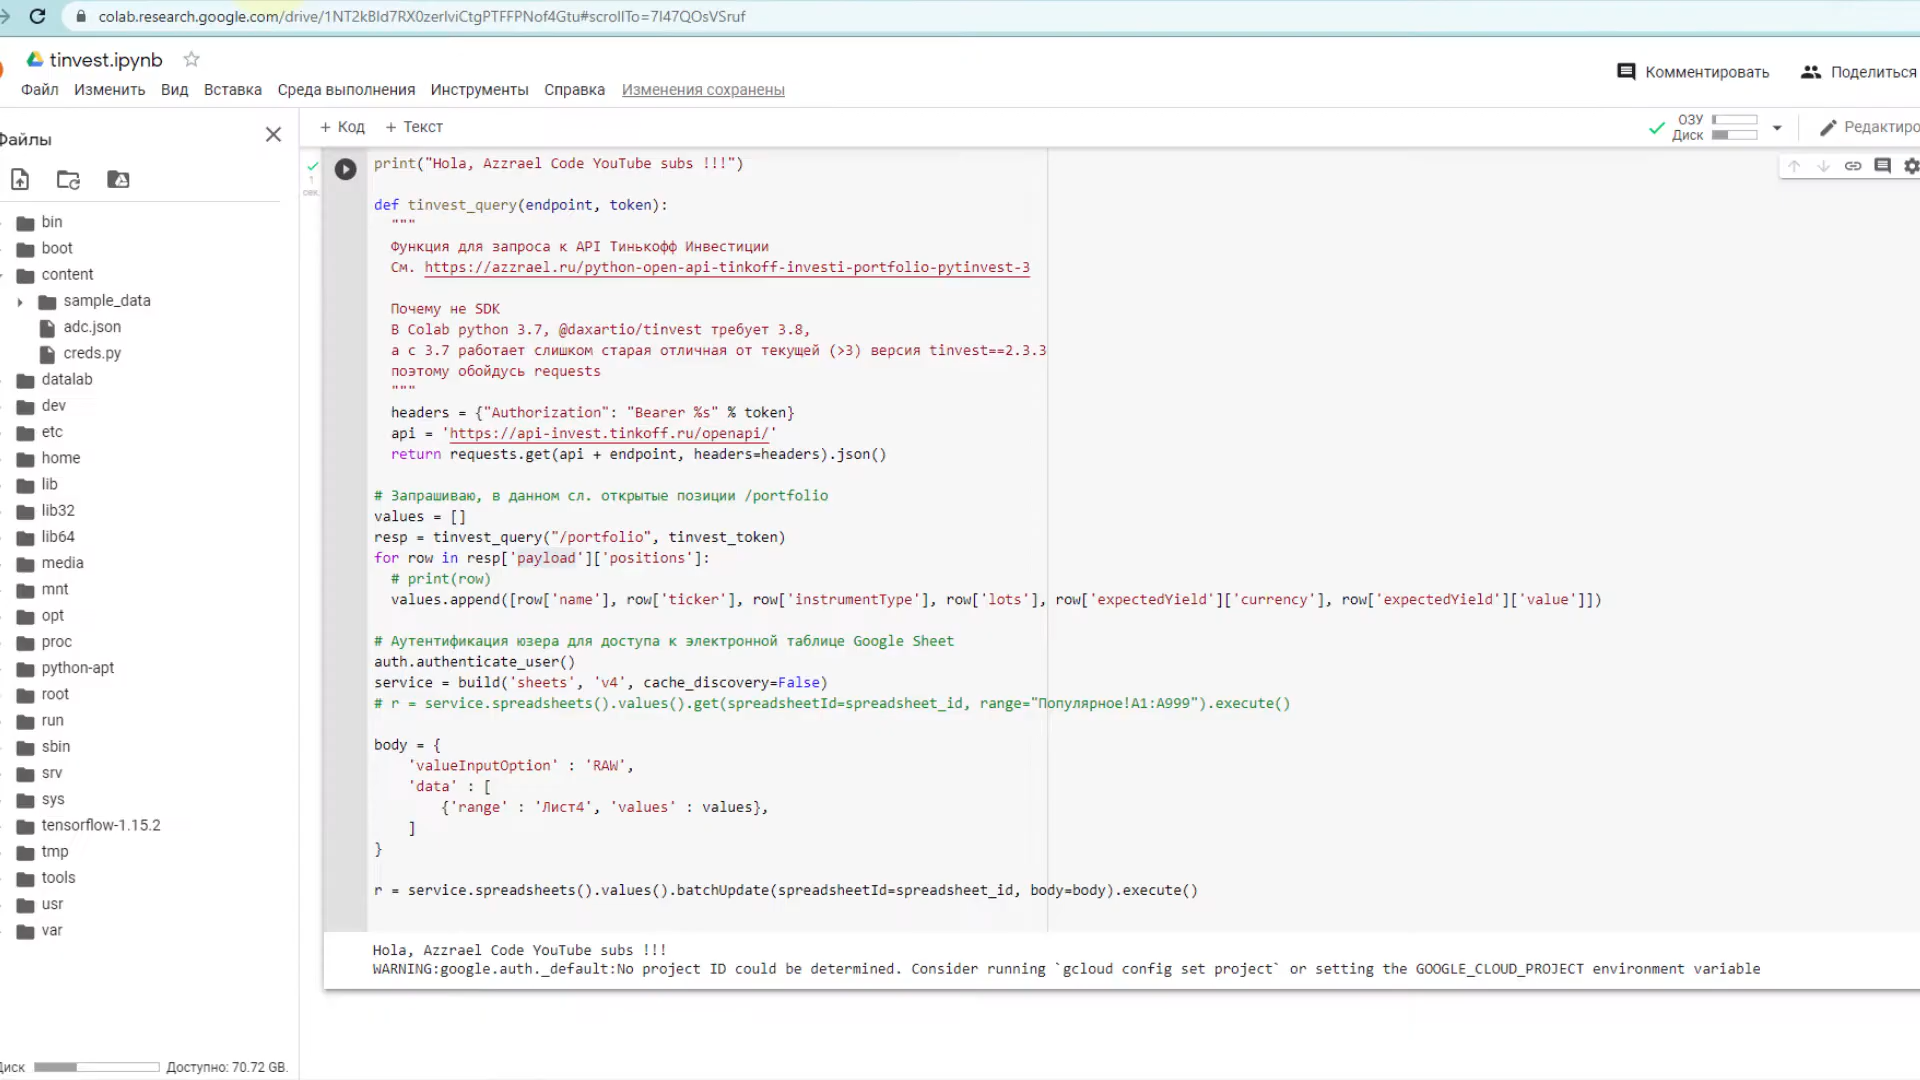 colab.research.google.com/drive/1NT2kBId7RX0zerlviCtgPTFFPNof4Gtu#scrollTo=7I47QOsVSruf
tinvest.ipynb
Комментировать
Поделиться
Файл Изменить Вид Вставка Среда выполнения Инструменты Справка Изменения сохранены
Файлы
+ Код + Текст
ОЗУ
Диск
Редактиро
bin
boot
content
sample_data
adc.json
creds.py
datalab
dev
etc
home
lib
lib32
lib64
media
mnt
opt
proc
python-apt
root
run
sbin
srv
sys
tensorflow-1.15.2
tmp
tools
usr
var
Диск Доступно: 70.72 GB.
1
сек.
print("Hola, Azzrael Code YouTube subs !!!")
def tinvest_query(endpoint, token):
"""
Функция для запроса к API Тинькофф Инвестиции
См. https://azzrael.ru/python-open-api-tinkoff-investi-portfolio-pytinvest-3
Почему не SDK
В Colab python 3.7, @daxartio/tinvest требует 3.8,
а с 3.7 работает слишком старая отличная от текущей (>3) версия tinvest==2.3.3
поэтому обойдусь requests
"""
headers = {"Authorization": "Bearer %s" % token}
api = 'https://api-invest.tinkoff.ru/openapi/'
return requests.get(api + endpoint, headers=headers).json()
# Запрашиваю, в данном сл. открытые позиции /portfolio
values = []
resp = tinvest_query("/portfolio", tinvest_token)
for row in resp['payload']['positions']:
# print(row)
values.append([row['name'], row['ticker'], row['instrumentType'], row['lots'], row['expectedYield']['currency'], row['expectedYield']['value']])
# Аутентификация юзера для доступа к электронной таблице Google Sheet
auth.authenticate_user()
service = build('sheets', 'v4', cache_discovery=False)
# r = service.spreadsheets().values().get(spreadsheetId=spreadsheet_id, range="Популярное!A1:A999").execute()
body = {
'valueInputOption' : 'RAW',
'data' : [
{'range' : 'Лист4', 'values' : values},
]
}
r = service.spreadsheets().values().batchUpdate(spreadsheetId=spreadsheet_id, body=body).execute()
Hola, Azzrael Code YouTube subs !!!
WARNING:google.auth._default:No project ID could be determined. Consider running `gcloud config set project` or setting the GOOGLE_CLOUD_PROJECT environment variable